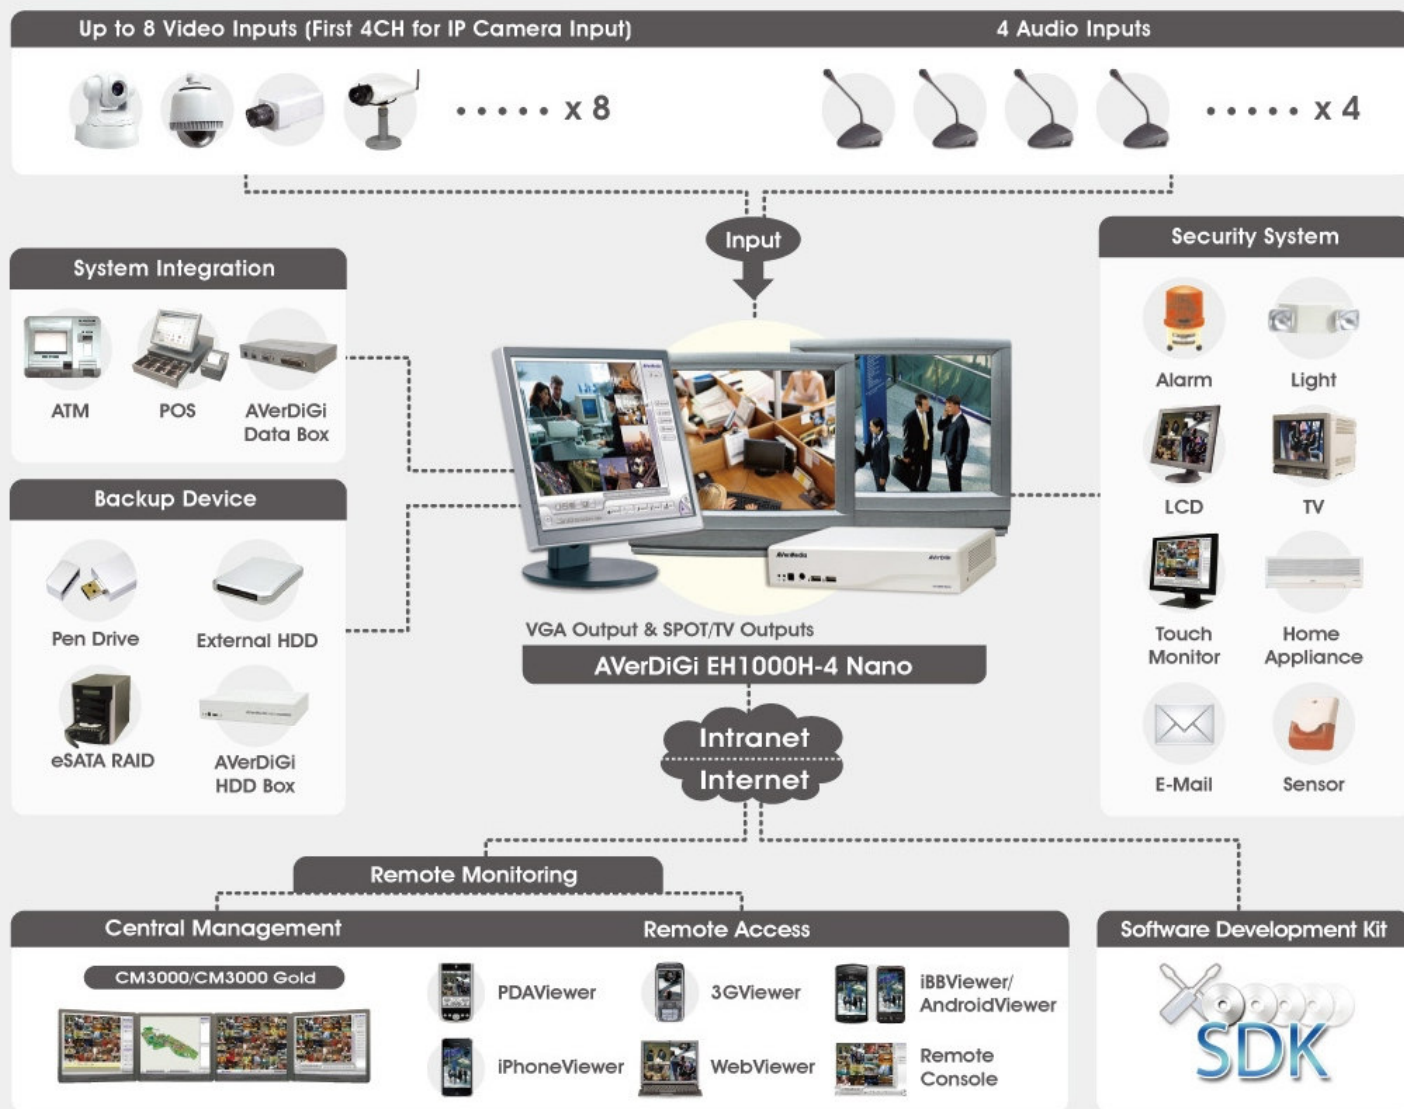 Up to 8 Video Inputs (First 4CH for IP Camera Input)
4 Audio Inputs
• • • • • x 8
• • • • • x 4
Input
System Integration
ATM
POS
AVerDiGi
Data Box
Security System
Alarm
Light
LCD
TV
Touch
Monitor
Home
Appliance
E-Mail
Sensor
Backup Device
Pen Drive
External HDD
eSATA RAID
AVerDiGi
HDD Box
AVerMedia
AVerDiGi
VGA Output & SPOT/TV Outputs
AVerDiGi EH1000H-4 Nano
Intranet
Internet
Remote Monitoring
Central Management
CM3000/CM3000 Gold
Remote Access
PDAViewer
3GViewer
iBBViewer/
AndroidViewer
iPhoneViewer
WebViewer
Remote
Console
Software Development Kit
SDK